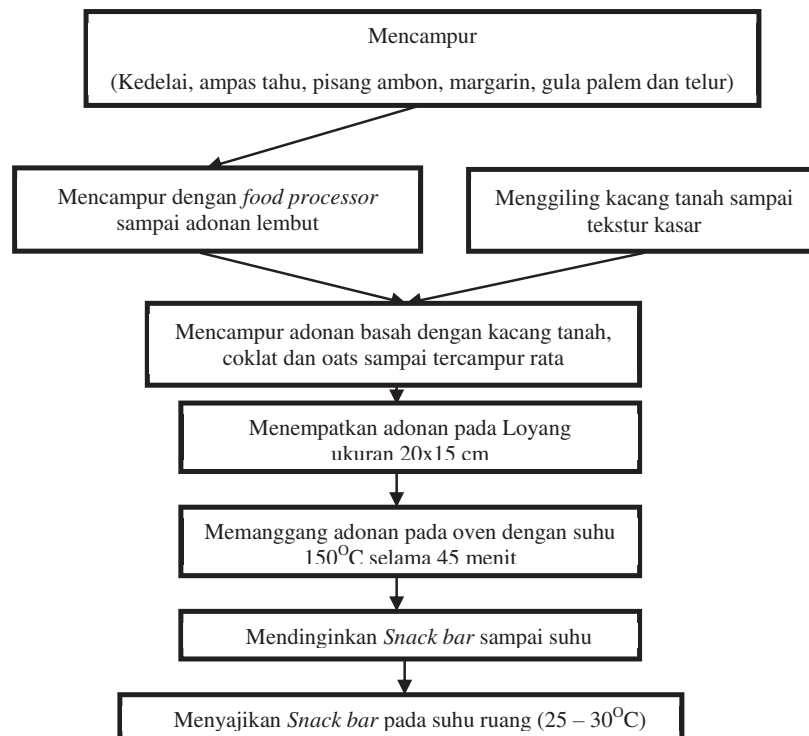 Mencampur
(Kedelai, ampas tahu, pisang ambon, margarin, gula palem dan telur)
Mencampur dengan food processor
sampai adonan lembut
Menggiling kacang tanah sampai
tekstur kasar
Mencampur adonan basah dengan kacang tanah,
coklat dan oats sampai tercampur rata
Menempatkan adonan pada Loyang
ukuran 20x15 cm
Memanggang adonan pada oven dengan suhu
150°C selama 45 menit
Mendinginkan Snack bar sampai suhu
Menyajikan Snack bar pada suhu ruang (25 – 30°C)